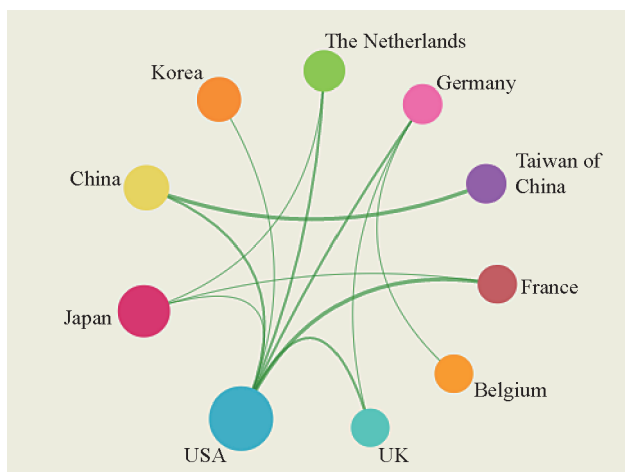 The Netherlands
Korea
Germany
China
Taiwan of
China
Japan
France
Belgium
USA
UK